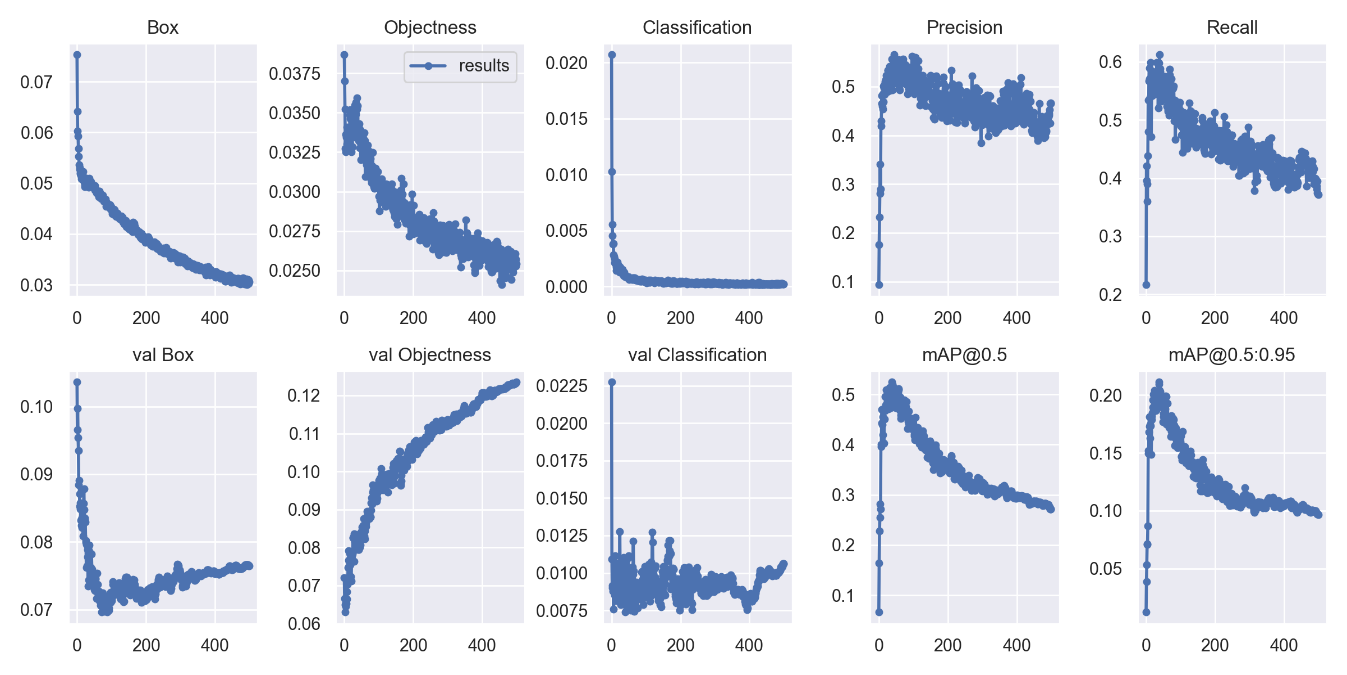 Box
0.07
0.06
0.05
0.04
0.03
0 200 400
Objectness
results
0.0375
0.0350
0.0325
0.0300
0.0275
0.0250
0 200 400
Classification
0.020
0.015
0.010
0.005
0.000
0 200 400
Precision
0.5
0.4
0.3
0.2
0.1
0 200 400
Recall
0.6
0.5
0.4
0.3
0.2
0 200 400
val Box
0.10
0.09
0.08
0.07
0 200 400
val Objectness
0.12
0.11
0.10
0.09
0.08
0.07
0.06
0 200 400
val Classification
0.0225
0.0200
0.0175
0.0150
0.0125
0.0100
0.0075
0 200 400
mAP@0.5
0.5
0.4
0.3
0.2
0.1
0 200 400
mAP@0.5:0.95
0.20
0.15
0.10
0.05
0 200 400